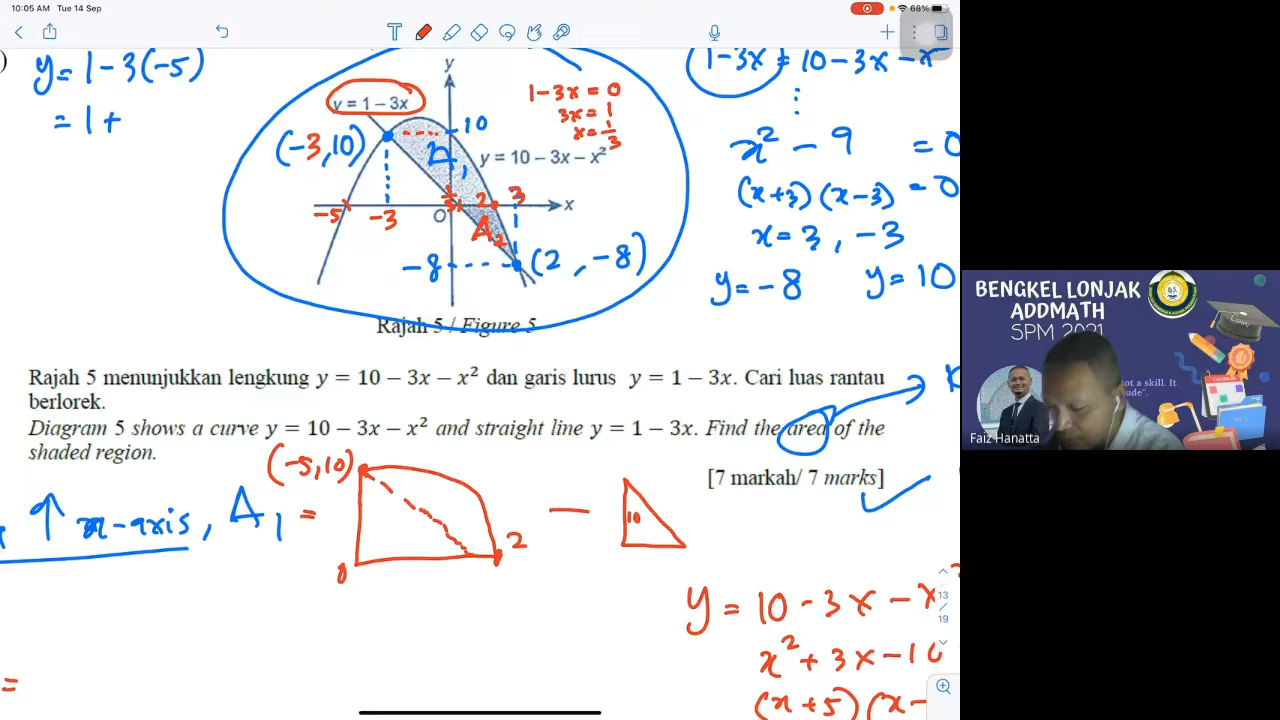 10:05 AM Tue 14 Sep
68%
y = 1 - 3(-5)
= 1 +
y
y = 1 – 3x
1 - 3x = 0
3x = 1
x = 1/3
10
(-3, 10)
A1
y = 10 – 3x – x²
-5
-3
O
1/3
2
3
x
A2
-8
(2, -8)
Rajah 5 / Figure 5
1-3x = 10 - 3x - x
⋮
x² - 9 = 0
(x+3)(x-3) = 0
x = 3, -3
y = -8 y = 10
Rajah 5 menunjukkan lengkung y = 10 – 3x – x² dan garis lurus y = 1 – 3x. Cari luas rantau
berlorek.
Diagram 5 shows a curve y = 10 – 3x – x² and straight line y = 1 – 3x. Find the area of the
shaded region.
[7 markah/ 7 marks]
(-5, 10)
↑ x-axis, A1 =
2
—
10
y = 10 - 3x - x
x² + 3x - 10
(x + 5)(x -
=
13
/
19
BENGKEL LONJAK
ADDMATH
SPM 2021
not a skill. It
Faiz Hanatta